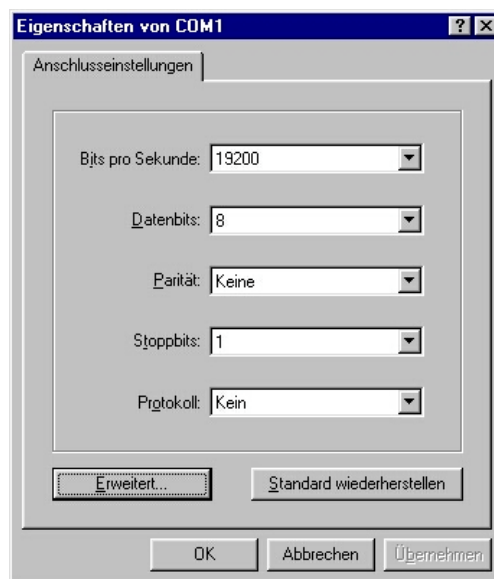 Eigenschaften von COM1
Anschlusseinstellungen
Bits pro Sekunde: 19200
Datenbits: 8
Parität: Keine
Stoppbits: 1
Protokoll: Kein
Erweitert... Standard wiederherstellen
OK Abbrechen Übernehmen